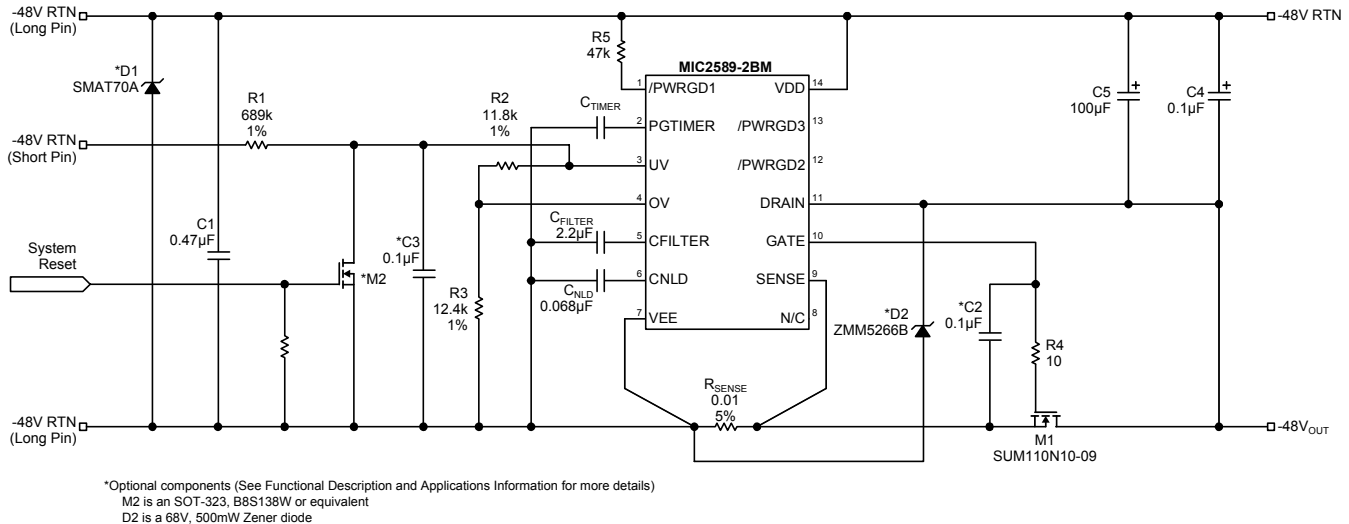 -48V RTN
(Long Pin)
-48V RTN
*D1
SMAT70A
R1
689k
1%
R5
47k
MIC2589-2BM
1 /PWRGD1
VDD 14
C5
100µF
+
C4
0.1µF
+
R2
11.8k
1%
CTIMER
2 PGTIMER
/PWRGD3 13
-48V RTN
(Short Pin)
3 UV
/PWRGD2 12
4 OV
DRAIN 11
C1
0.47µF
CFILTER
2.2µF
5 CFILTER
GATE 10
System
Reset
*M2
*C3
0.1µF
R3
12.4k
1%
CNLD
0.068µF
6 CNLD
SENSE 9
7 VEE
N/C 8
*D2
ZMM5266B
*C2
0.1µF
R4
10
RSENSE
0.01
5%
-48V RTN
(Long Pin)
M1
SUM110N10-09
-48VOUT
*Optional components (See Functional Description and Applications Information for more details)
M2 is an SOT-323, B8S138W or equivalent
D2 is a 68V, 500mW Zener diode